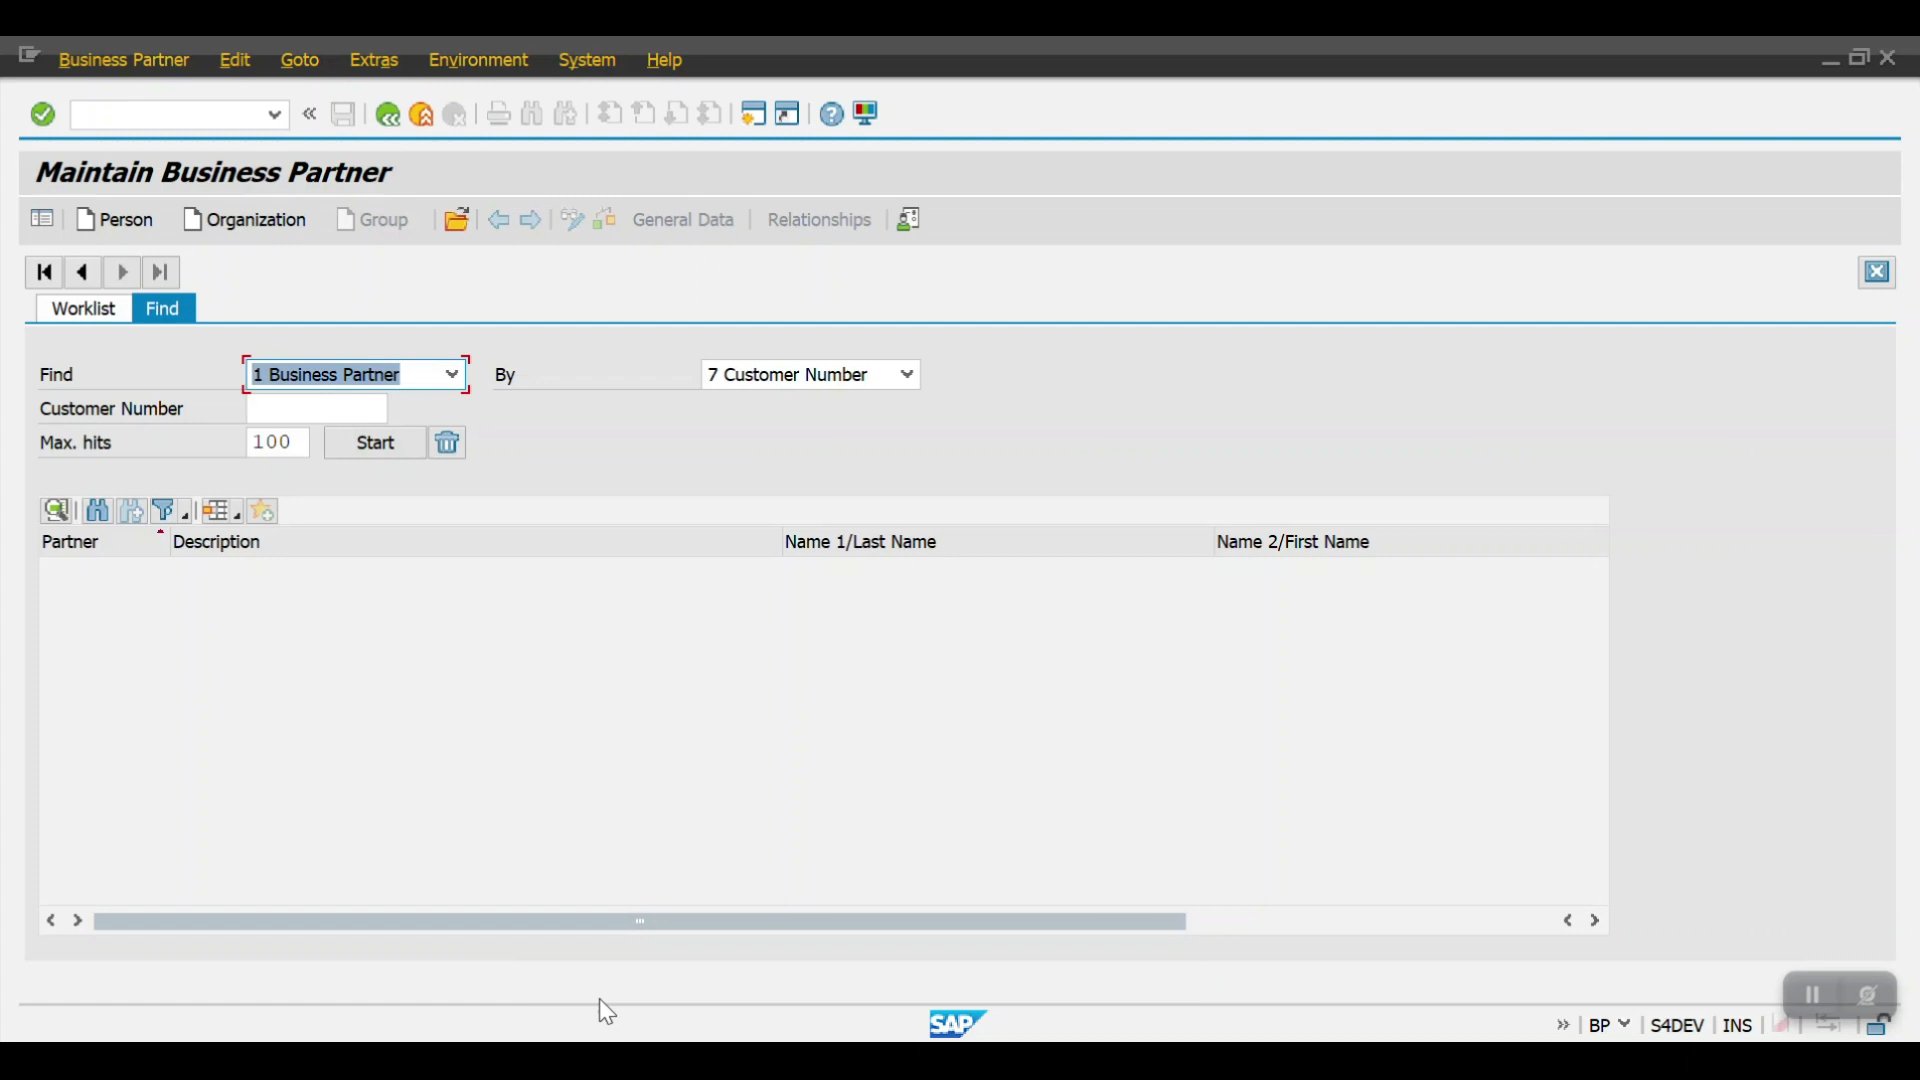 Business Partner Edit Goto Extras Environment System Help
Maintain Business Partner
Person Organization Group General Data Relationships
Worklist Find
Find 1 Business Partner By 7 Customer Number
Customer Number
Max. hits 100 Start
Partner Description Name 1/Last Name Name 2/First Name
SAP BP S4DEV INS